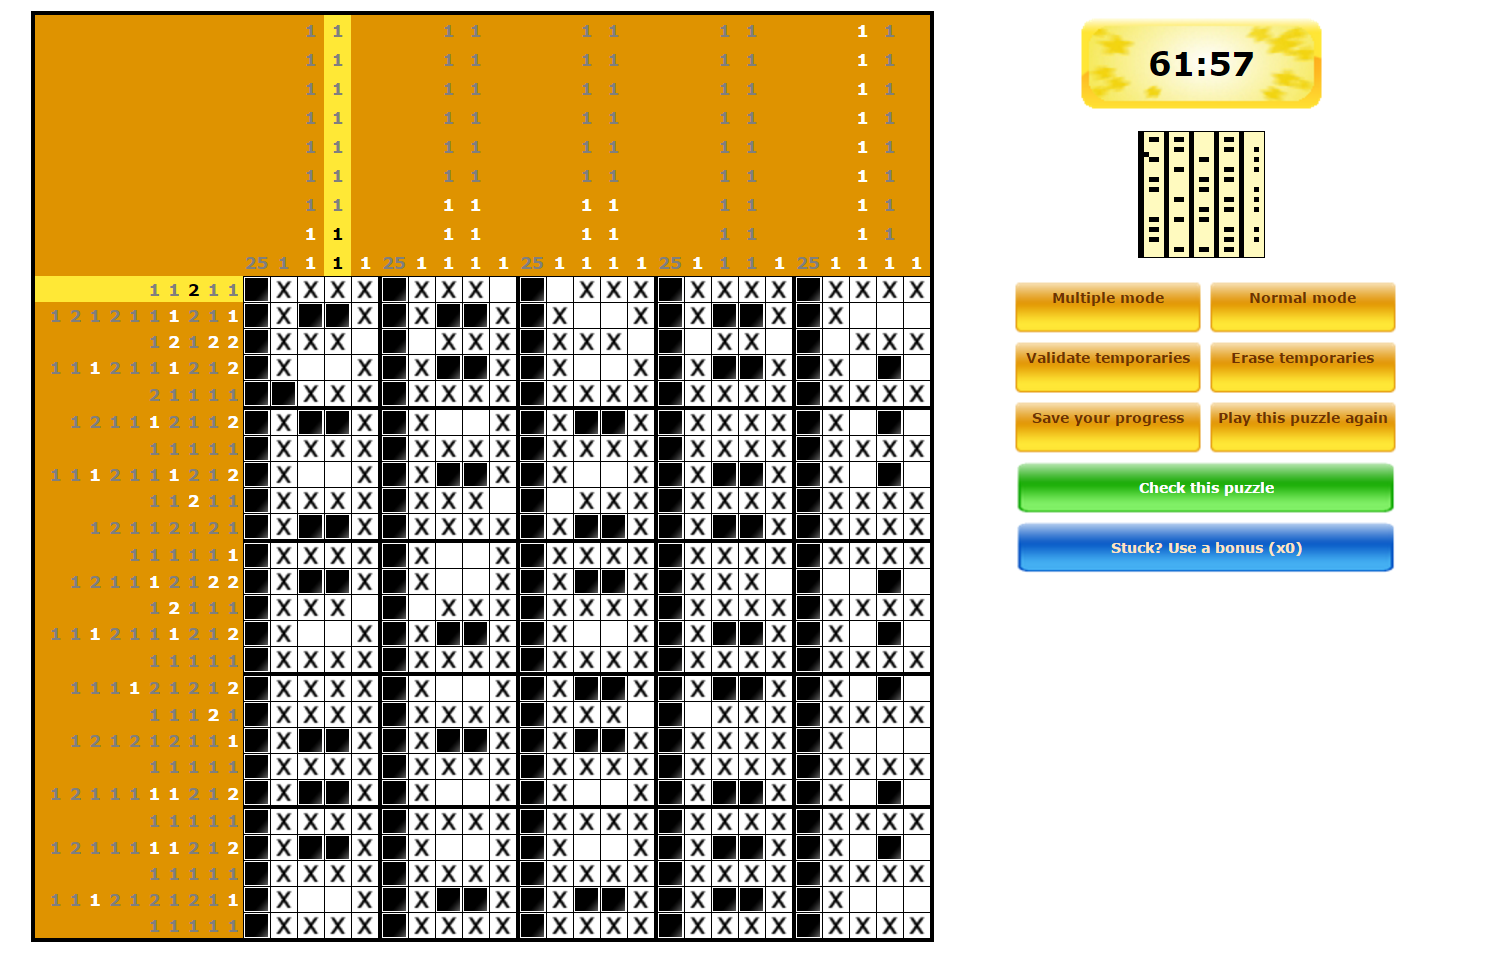 1 1 1 1 1 1 1 1 1 1
1 1 1 1 1 1 1 1 1 1
1 1 1 1 1 1 1 1 1 1
1 1 1 1 1 1 1 1 1 1
1 1 1 1 1 1 1 1 1 1
1 1 1 1 1 1 1 1 1 1
1 1 1 1 1 1 1 1 1 1
1 1 1 1 1 1 1 1 1 1
25 1 1 1 1 25 1 1 1 1 25 1 1 1 1 25 1 1 1 1 25 1 1 1 1
1 1 2 1 1
1 2 1 2 1 1 1 2 1 1
1 2 1 2 2
1 1 1 2 1 1 1 2 1 2
2 1 1 1 1
1 2 1 1 1 2 1 1 2
1 1 1 1 1
1 1 1 2 1 1 1 2 1 2
1 1 2 1 1
1 2 1 1 2 1 2 1
1 1 1 1 1 1
1 2 1 1 1 2 1 2 2
1 2 1 1 1
1 1 1 2 1 1 1 2 1 2
1 1 1 1 1
1 1 1 1 2 1 2 1 2
1 1 1 2 1
1 2 1 2 1 2 1 1 1
1 1 1 1 1
1 2 1 1 1 1 1 2 1 2
1 1 1 1 1
1 2 1 1 1 1 1 2 1 2
1 1 1 1 1
1 1 1 2 1 2 1 2 1 1
1 1 1 1 1
61:57
Multiple mode
Normal mode
Validate temporaries
Erase temporaries
Save your progress
Play this puzzle again
Check this puzzle
Stuck? Use a bonus (x0)